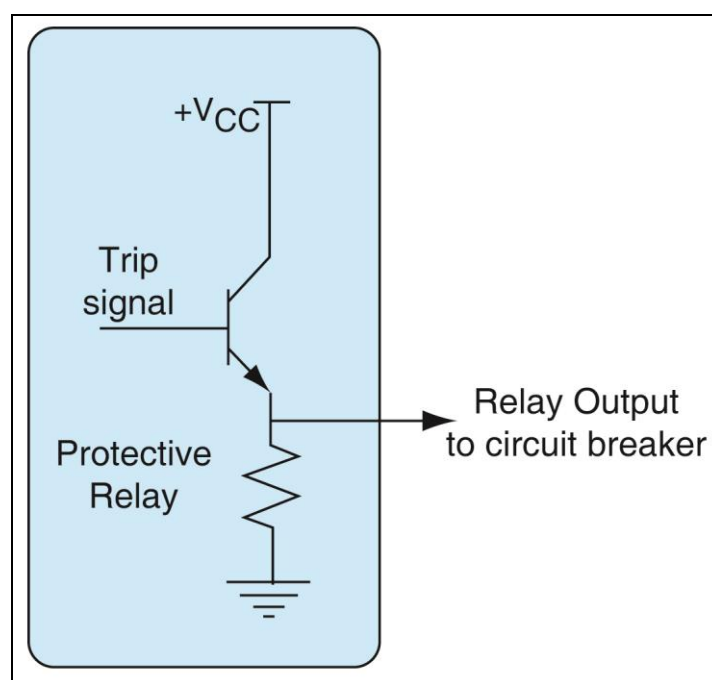 +VCC
Trip
signal
Relay Output
to circuit breaker
Protective
Relay